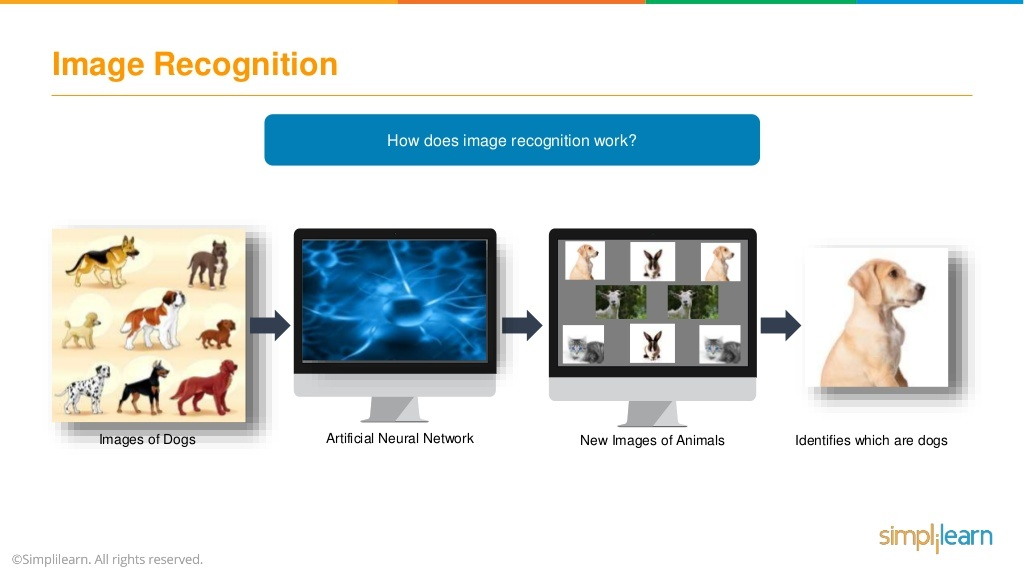 Image Recognition
How does image recognition work?
Images of Dogs
Artificial Neural Network
New Images of Animals
Identifies which are dogs
simplilearn
©Simplilearn. All rights reserved.